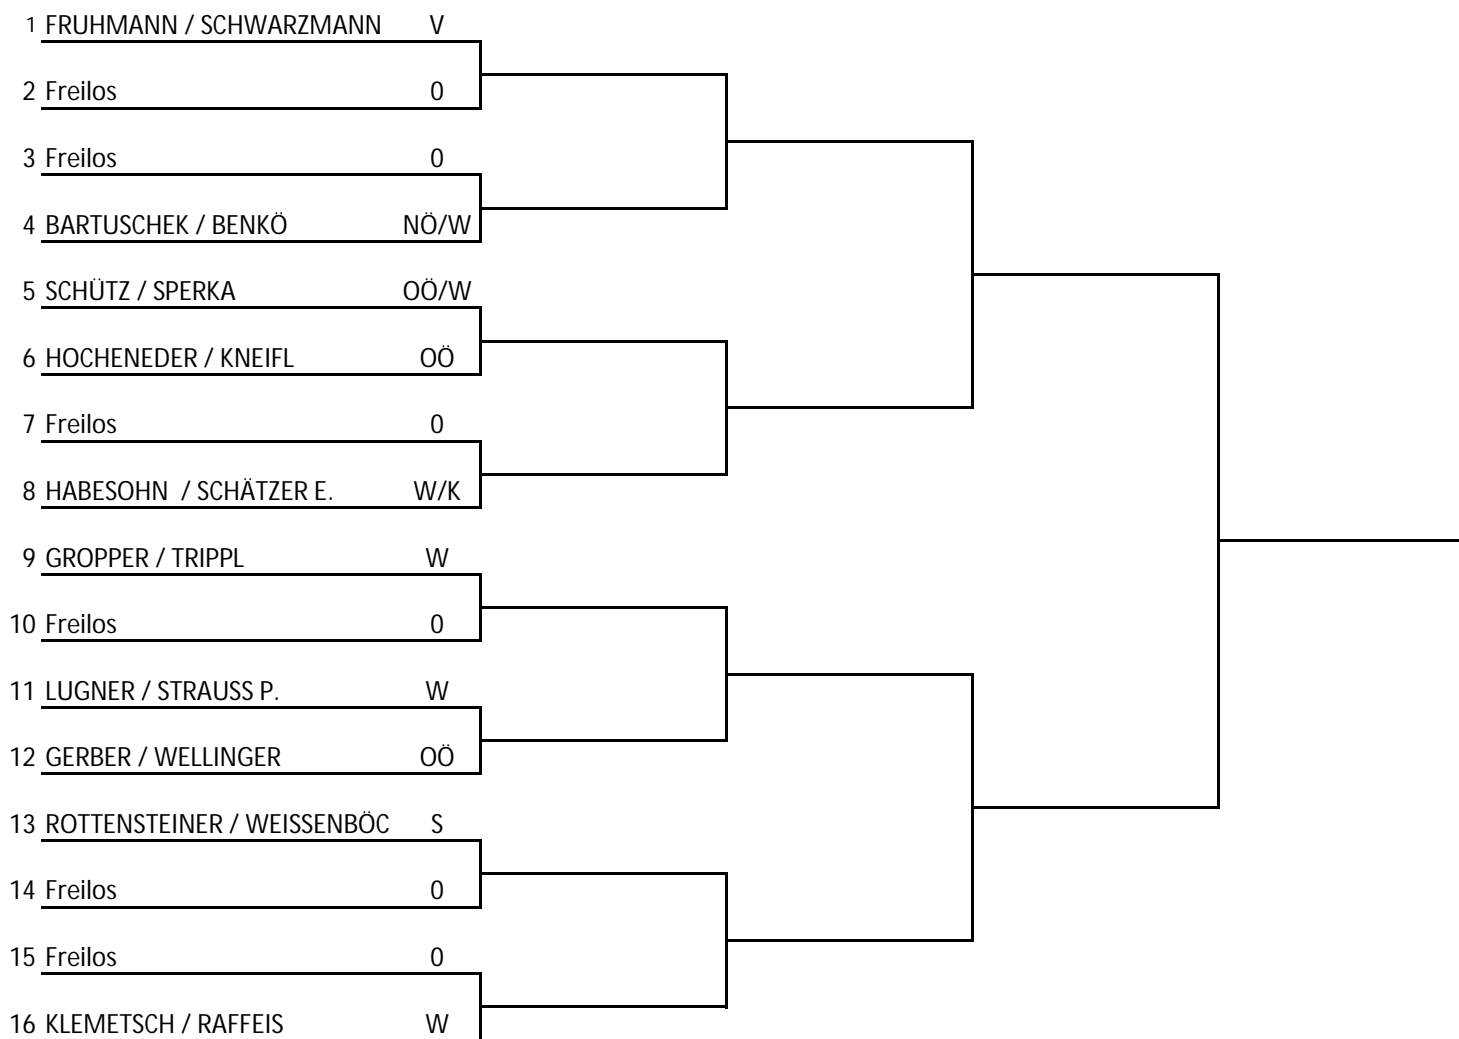 1 FRUHMANN / SCHWARZMANN V
2 Freilos 0
3 Freilos 0
4 BARTUSCHEK / BENKÖ NÖ/W
5 SCHÜTZ / SPERKA OÖ/W
6 HOCHENEDER / KNEIFL OÖ
7 Freilos 0
8 HABESOHN / SCHÄTZER E. W/K
9 GROPPER / TRIPPL W
10 Freilos 0
11 LUGNER / STRAUSS P. W
12 GERBER / WELLINGER OÖ
13 ROTTENSTEINER / WEISSENBÖC S
14 Freilos 0
15 Freilos 0
16 KLEMETSCH / RAFFEIS W